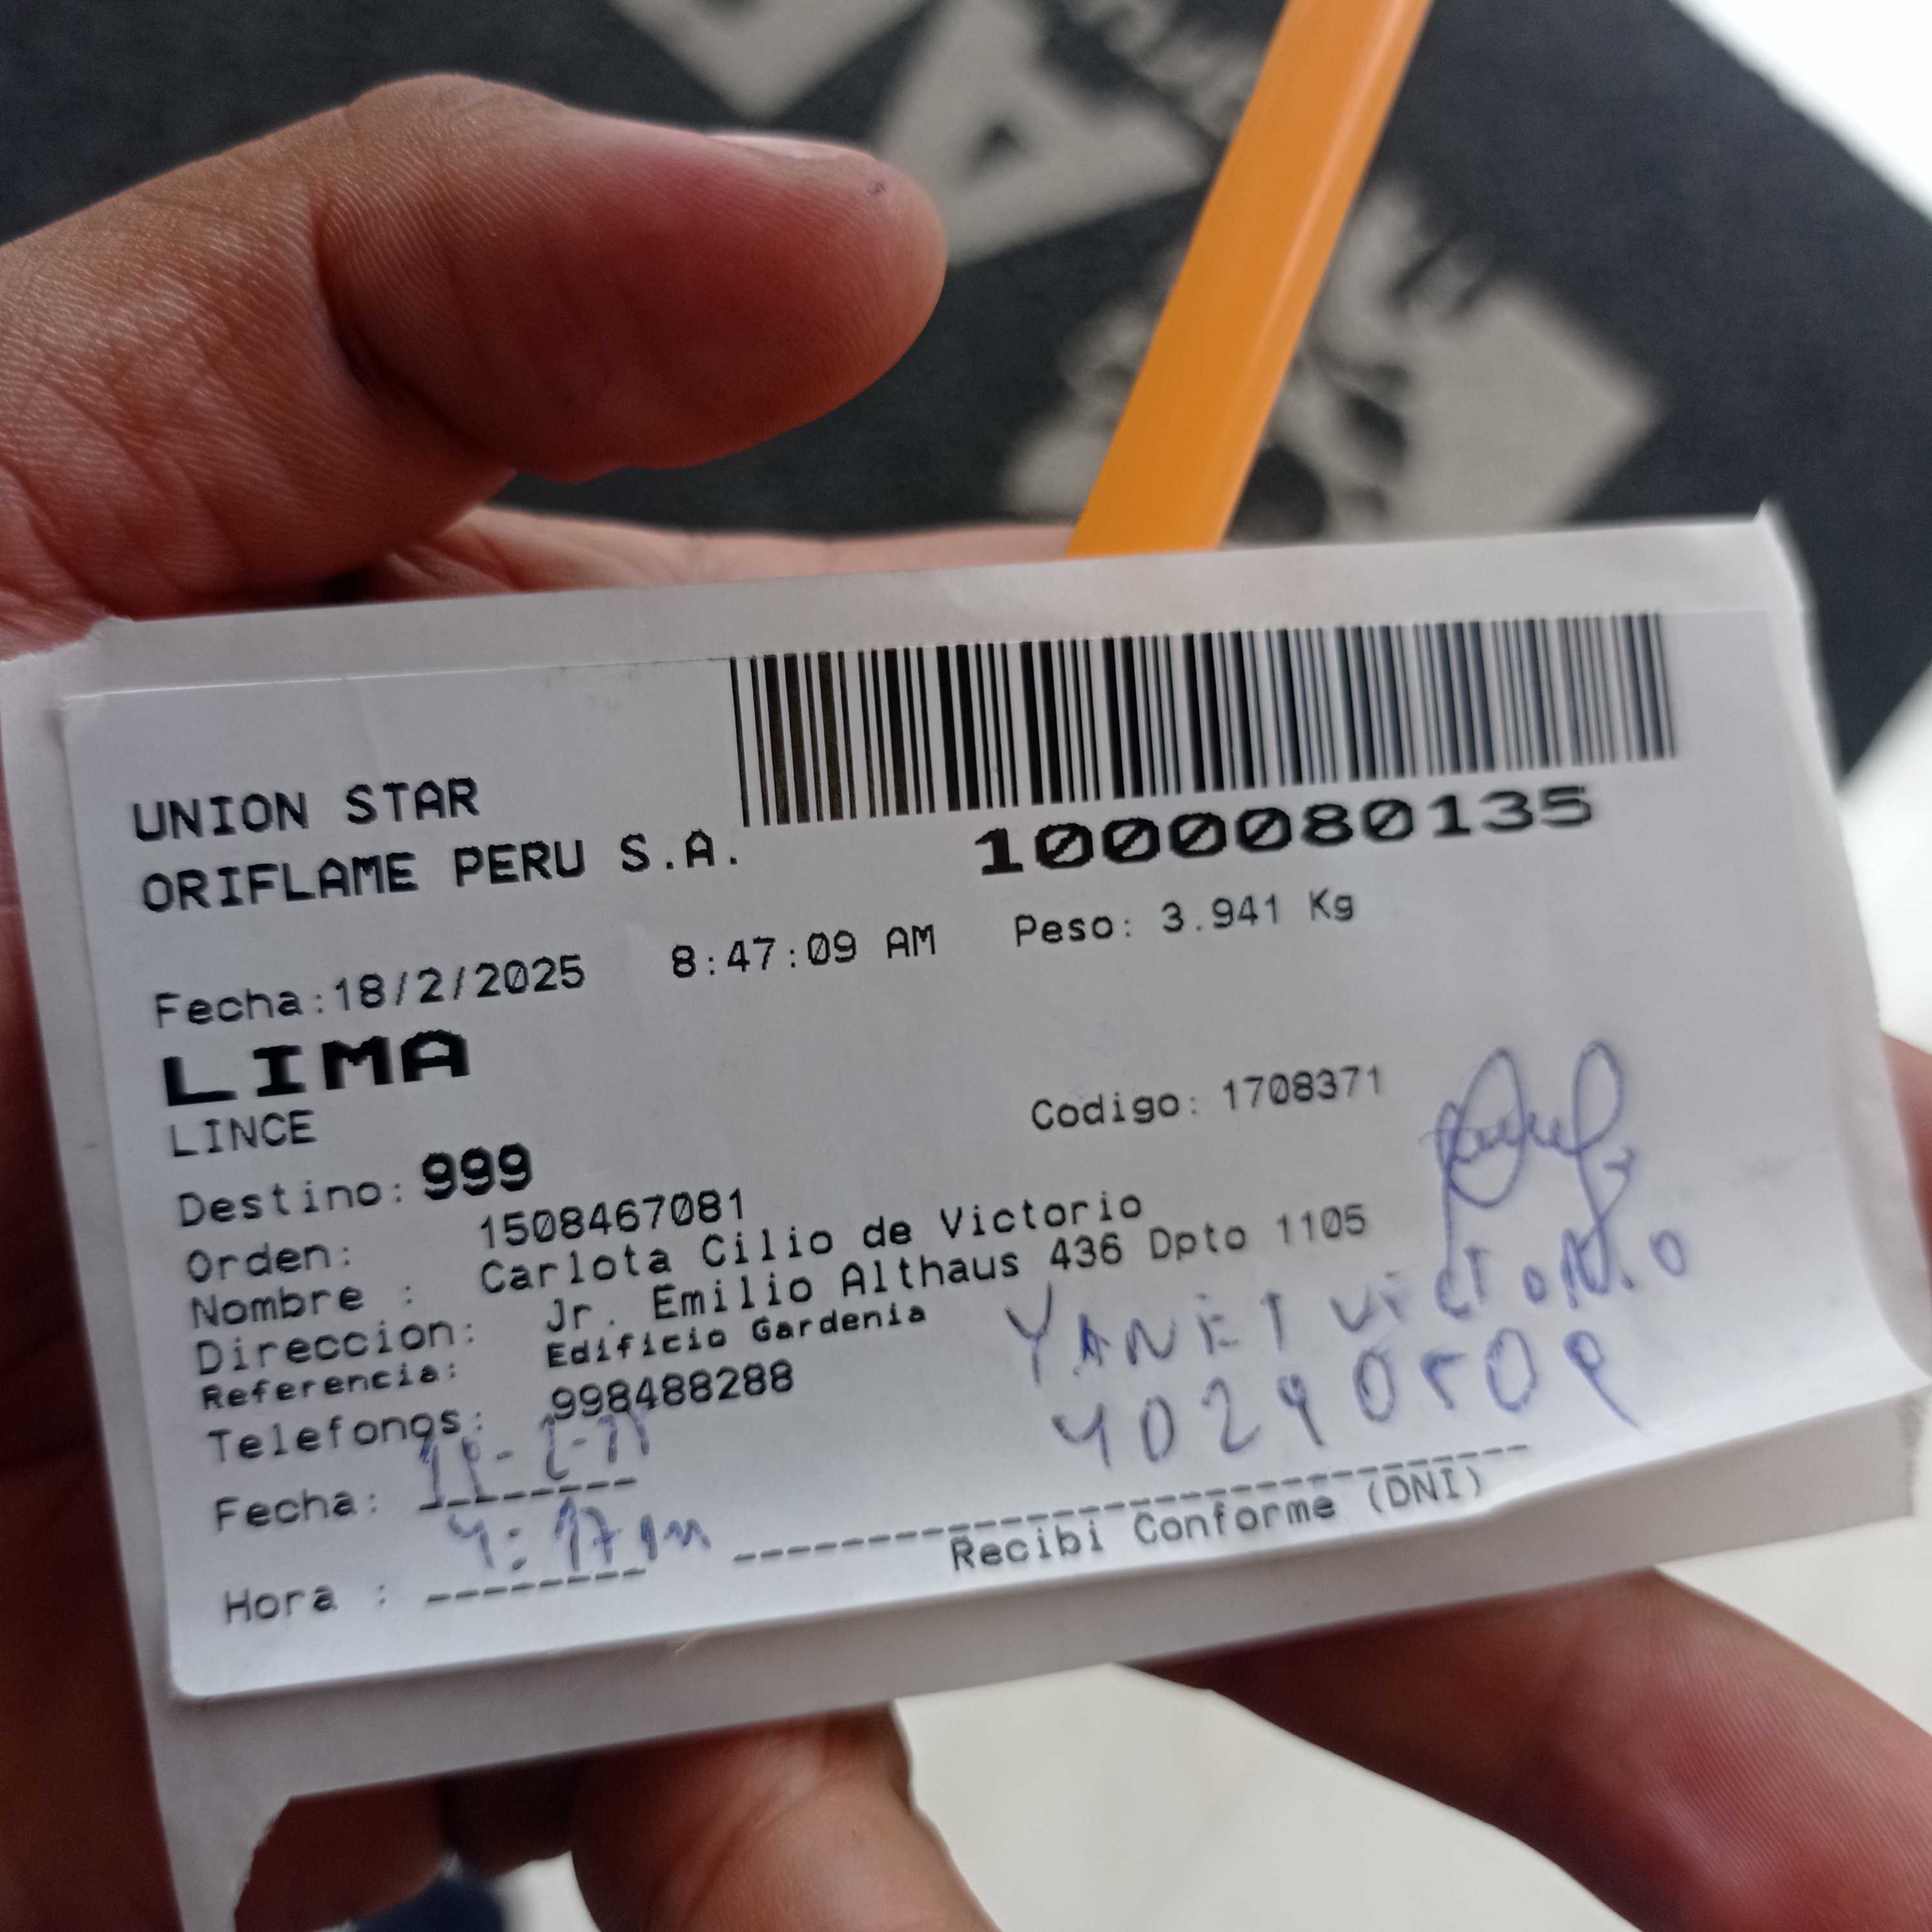 UNION STAR
ORIFLAME PERU S.A.
1000080135
Fecha:18/2/2025 8:47:09 AM Peso: 3.941 Kg
LIMA
LINCE
Codigo: 1708371
Destino: 999
Orden: 1508467081
Nombre : Carlota Cilio de Victorio
Direccion: Jr. Emilio Althaus 436 Dpto 1105
Referencia: Edificio Gardenia
Telefonos: 998488288
YANET VICTORIO
Fecha:
Hora :
Recibi Conforme (DNI)